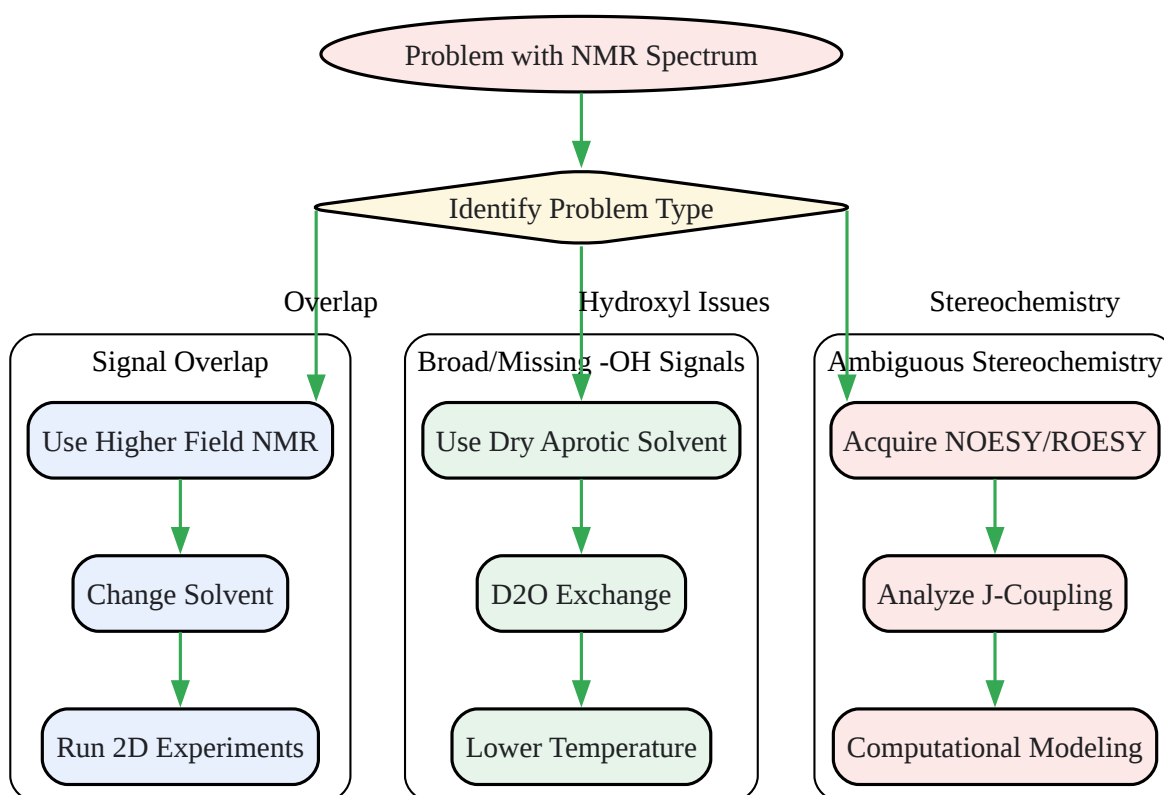 Problem with NMR Spectrum
Identify Problem Type
Overlap
Hydroxyl Issues
Stereochemistry
Signal Overlap
Use Higher Field NMR
Change Solvent
Run 2D Experiments
Broad/Missing -OH Signals
Use Dry Aprotic Solvent
D2O Exchange
Lower Temperature
Ambiguous Stereochemistry
Acquire NOESY/ROESY
Analyze J-Coupling
Computational Modeling